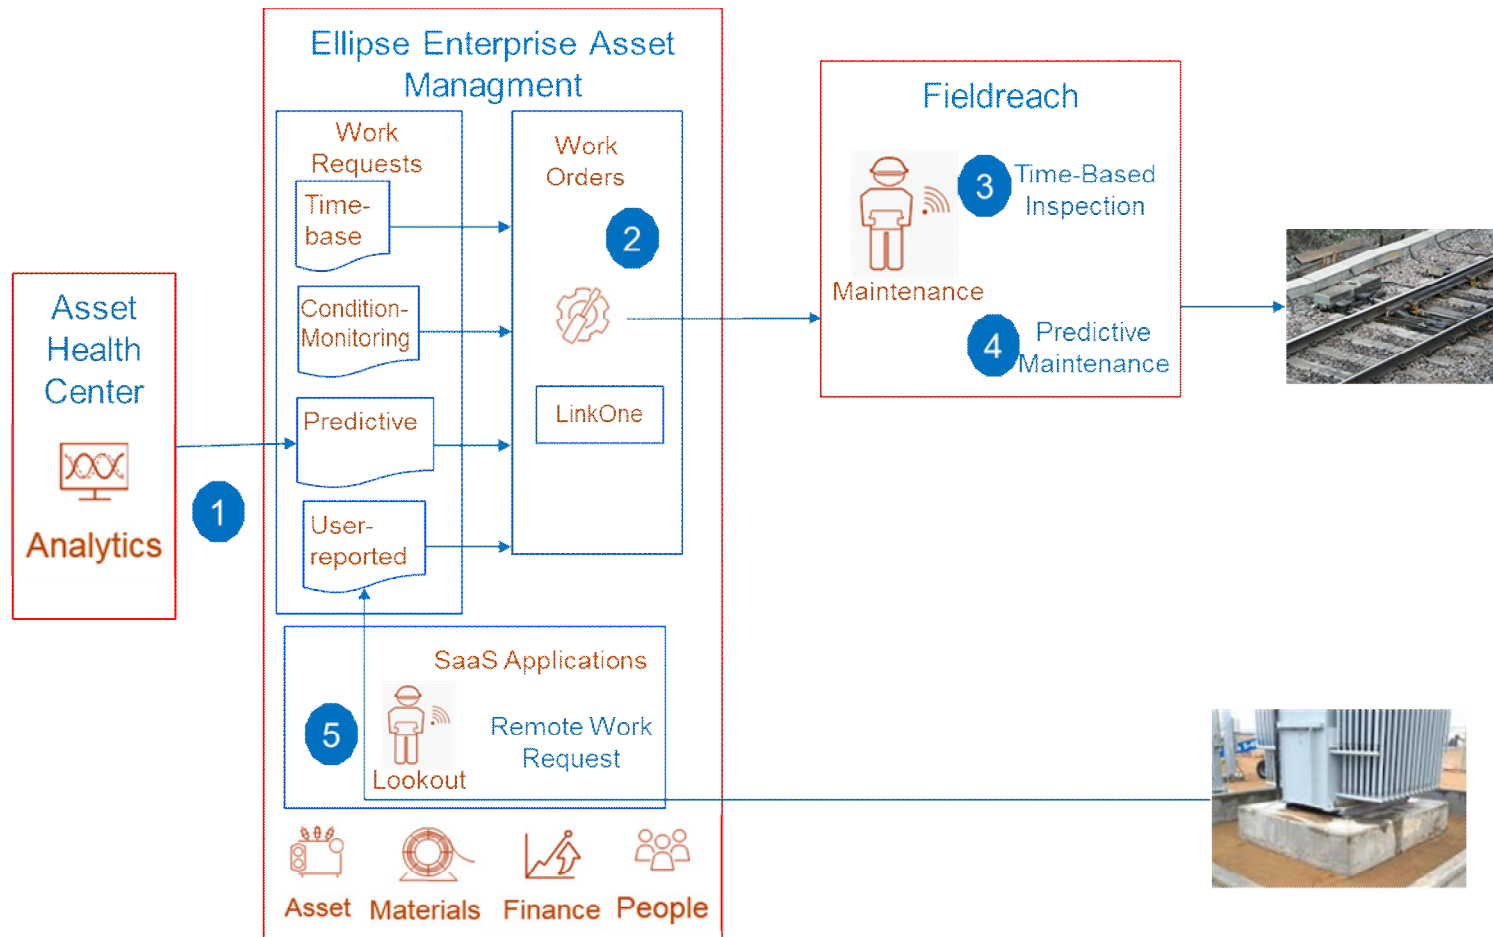 Ellipse Enterprise Asset
Managment
Work
Requests
Time-
base
Condition-
Monitoring
Predictive
User-
reported
Work
Orders
2
LinkOne
Fieldreach
3
Time-Based
Inspection
Maintenance
4
Predictive
Maintenance
Asset
Health
Center
Analytics
1
SaaS Applications
5
Lookout
Remote Work
Request
Asset
Materials
Finance
People